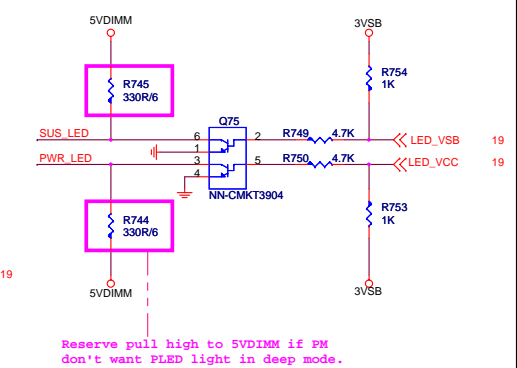 5VDIMM
3VSB
R745
330R/6
R754
1K
Q75
SUS_LED
6
2
R749
4.7K
LED_VSB
19
1
PWR_LED
3
5
R750
4.7K
LED_VCC
19
4
NN-CMKT3904
R744
330R/6
R753
1K
19
5VDIMM
3VSB
Reserve pull high to 5VDIMM if PM
don't want PLED light in deep mode.